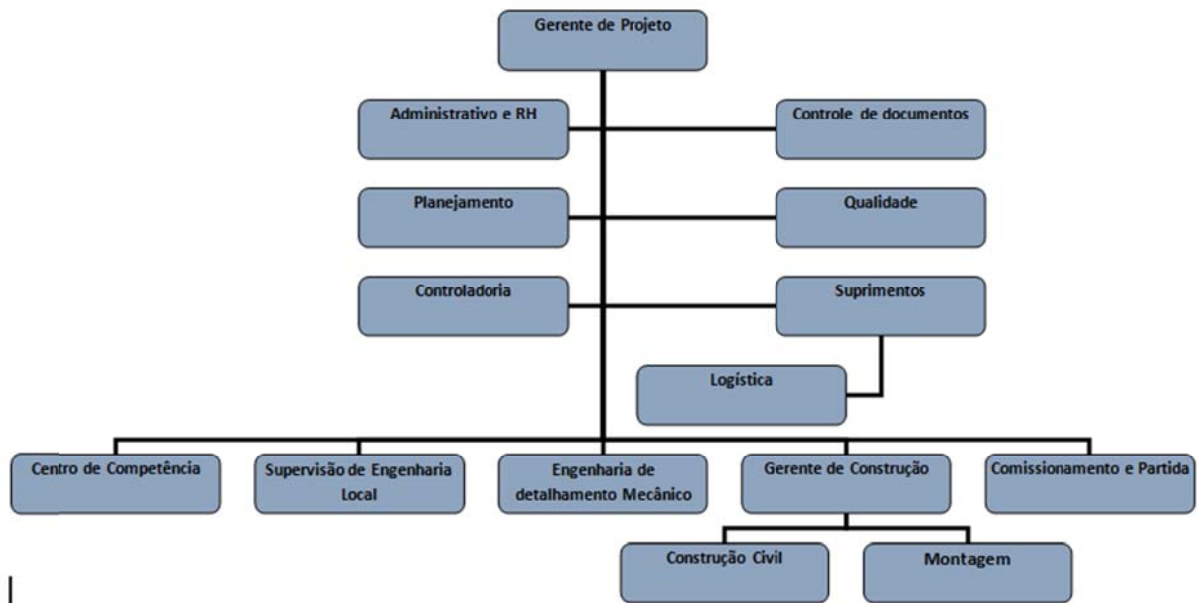 Gerente de Projeto
Administrativo e RH
Controle de documentos
Planejamento
Qualidade
Controladoria
Suprimentos
Logística
Centro de Competência
Supervisão de Engenharia
Local
Engenharia de
detalhamento Mecânico
Gerente de Construção
Comissionamento e Partida
Construção Civil
Montagem